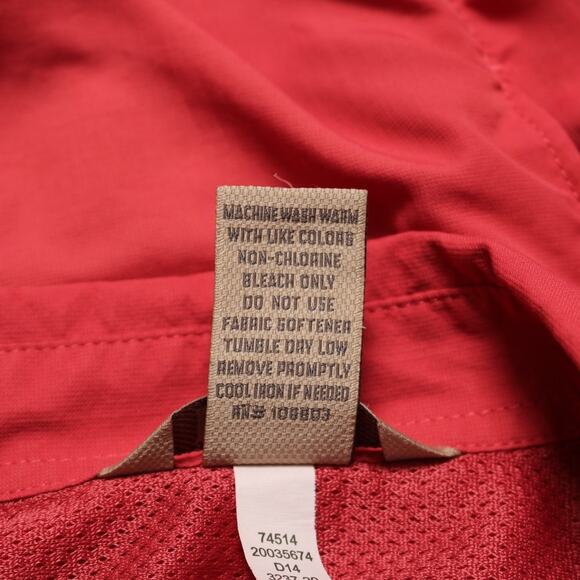 MACHINE WASH WARM
WITH LIKE COLORS
NON-CHLORINE
BLEACH ONLY
DO NOT USE
FABRIC SOFTENER
TUMBLE DRY LOW
REMOVE PROMPTLY
COOL IRON IF NEEDED
RN# 106803
74514
20035674
D14